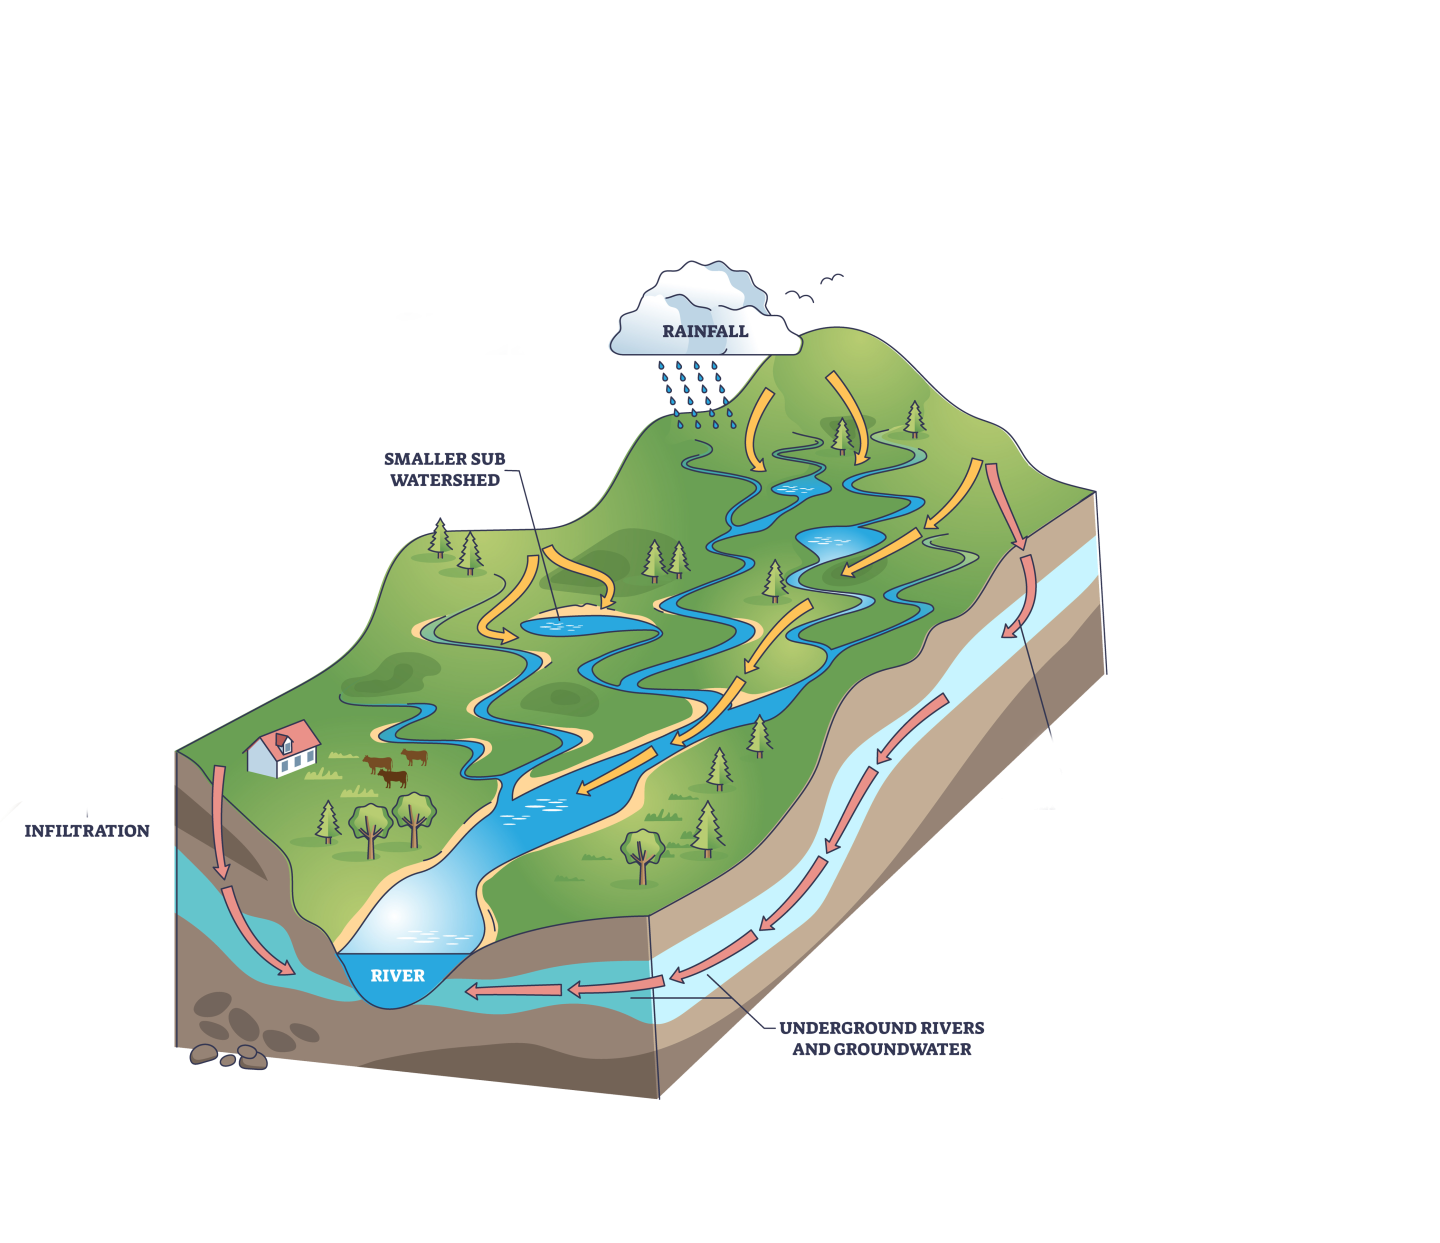 RAINFALL
SMALLER SUB
WATERSHED
INFILTRATION
RIVER
UNDERGROUND RIVERS
AND GROUNDWATER